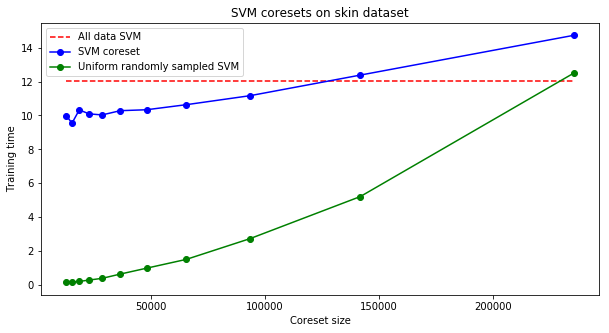 SVM coresets on skin dataset
All data SVM
SVM coreset
Uniform randomly sampled SVM
Training time
14
12
10
8
6
4
2
0
50000 100000 150000 200000
Coreset size